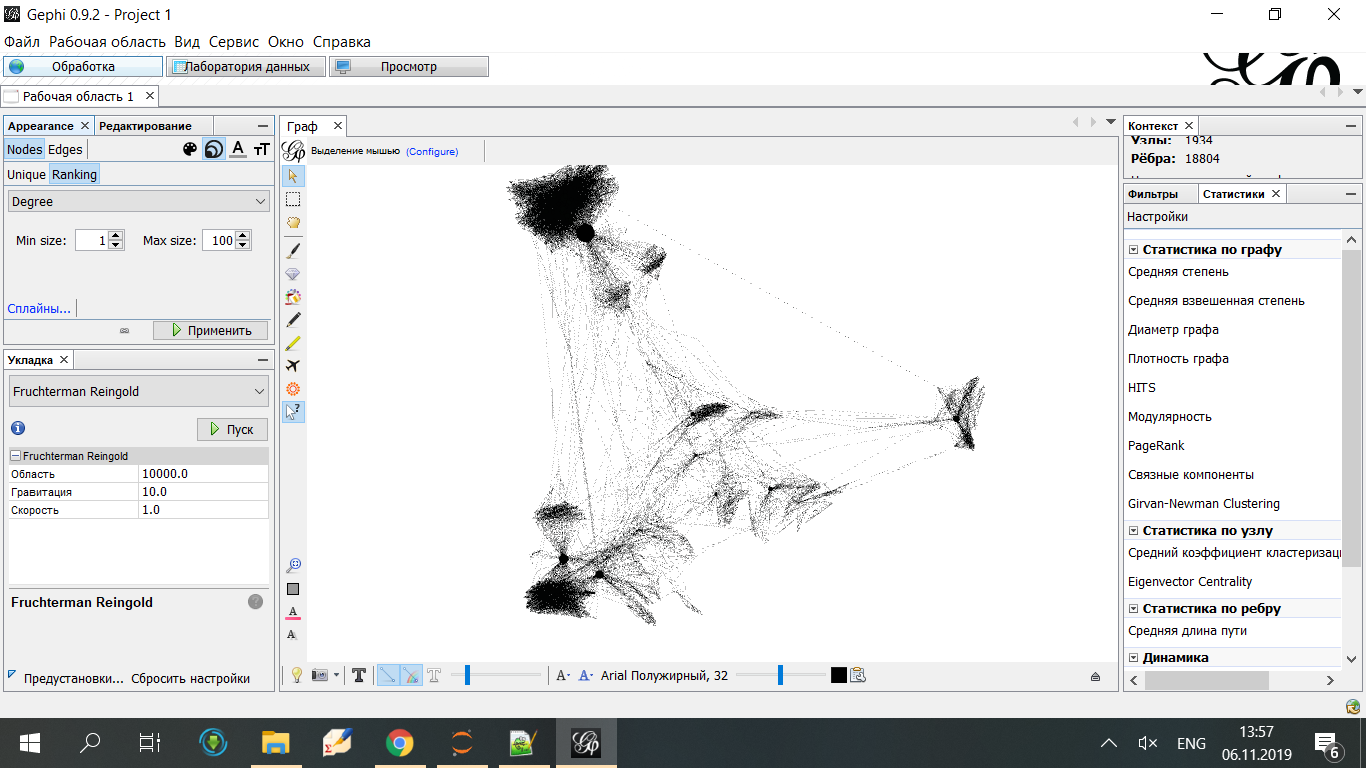 Gephi 0.9.2 - Project 1
Файл Рабочая область Вид Сервис Окно Справка
Обработка Лаборатория данных Просмотр
Рабочая область 1
Appearance Редактирование
Nodes Edges
Unique Ranking
Degree
Min size: 1 Max size: 100
Сплайны...
Применить
Укладка
Fruchterman Reingold
Пуск
Fruchterman Reingold
Область 10000.0
Гравитация 10.0
Скорость 1.0
Fruchterman Reingold
Предустановки... Сбросить настройки
Граф
Выделение мышью (Configure)
Arial Полужирный, 32
Контекст
Узлы: 1934
Рёбра: 18804
Фильтры Статистики
Настройки
Статистика по графу
Средняя степень
Средняя взвешенная степень
Диаметр графа
Плотность графа
HITS
Модулярность
PageRank
Связные компоненты
Girvan-Newman Clustering
Статистика по узлу
Средний коэффициент кластеризац
Eigenvector Centrality
Статистика по ребру
Средняя длина пути
Динамика
ENG
13:57
06.11.2019
6